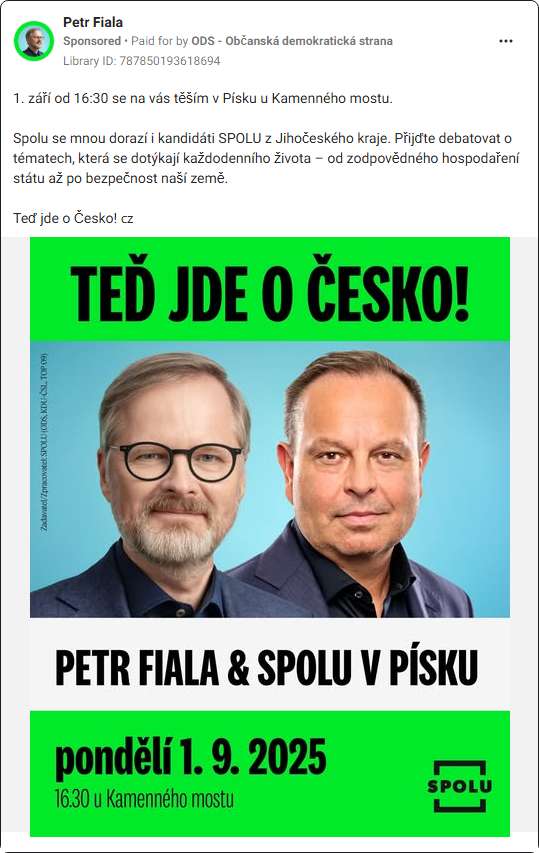 Petr Fiala
Sponsored • Paid for by ODS - Občanská demokratická strana
Library ID: 787850193618694
1. září od 16:30 se na vás těším v Písku u Kamenného mostu.
Spolu se mnou dorazí i kandidáti SPOLU z Jihočeského kraje. Přijďte debatovat o
tématech, která se dotýkají každodenního života – od zodpovědného hospodaření
státu až po bezpečnost naší země.
Teď jde o Česko! cz
TEĎ JDE O ČESKO!
Zadavatel/Zpracovatel: SPOLU (ODS, KDU-ČSL, TOP 09)
PETR FIALA & SPOLU V PÍSKU
pondělí 1. 9. 2025
16.30 u Kamenného mostu
SPOLU